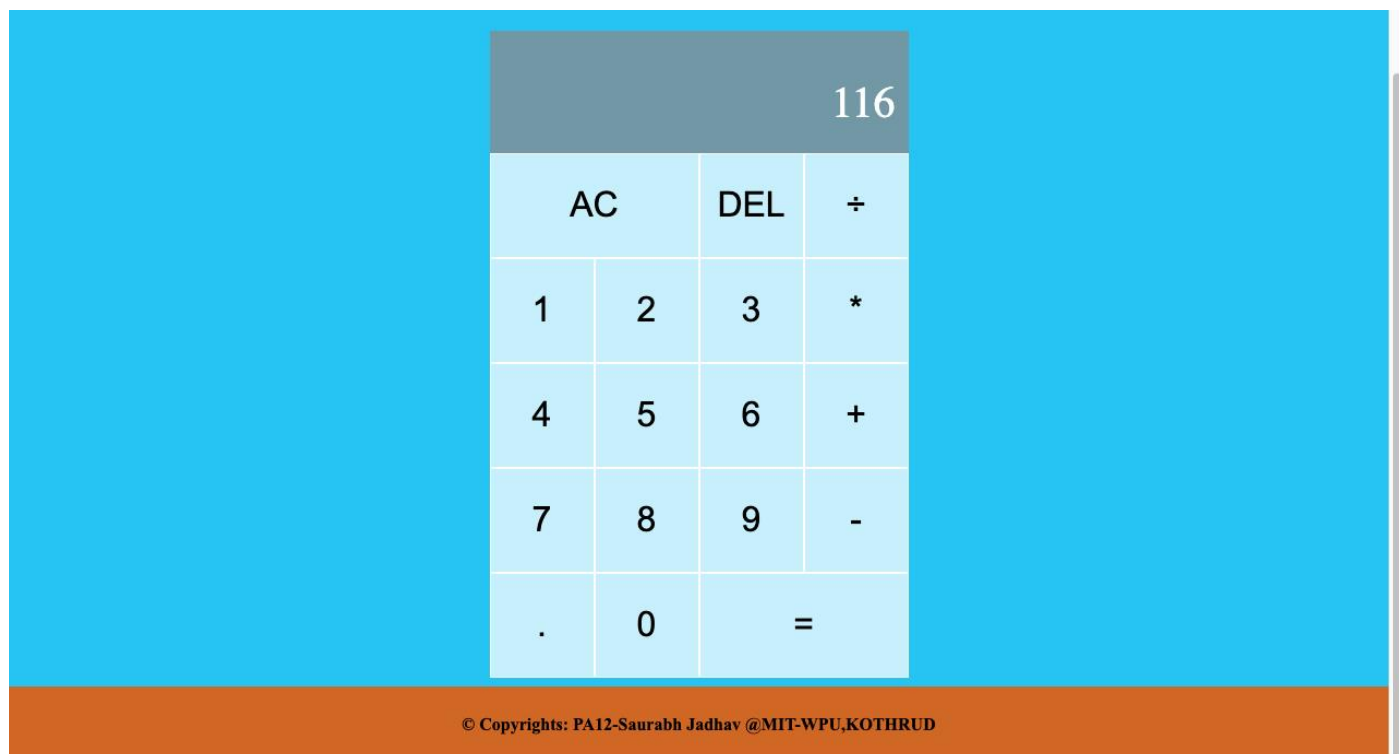 116
AC DEL ÷
1 2 3 *
4 5 6 +
7 8 9 -
. 0 =
© Copyrights: PA12-Saurabh Jadhav @MIT-WPU,KOTHRUD